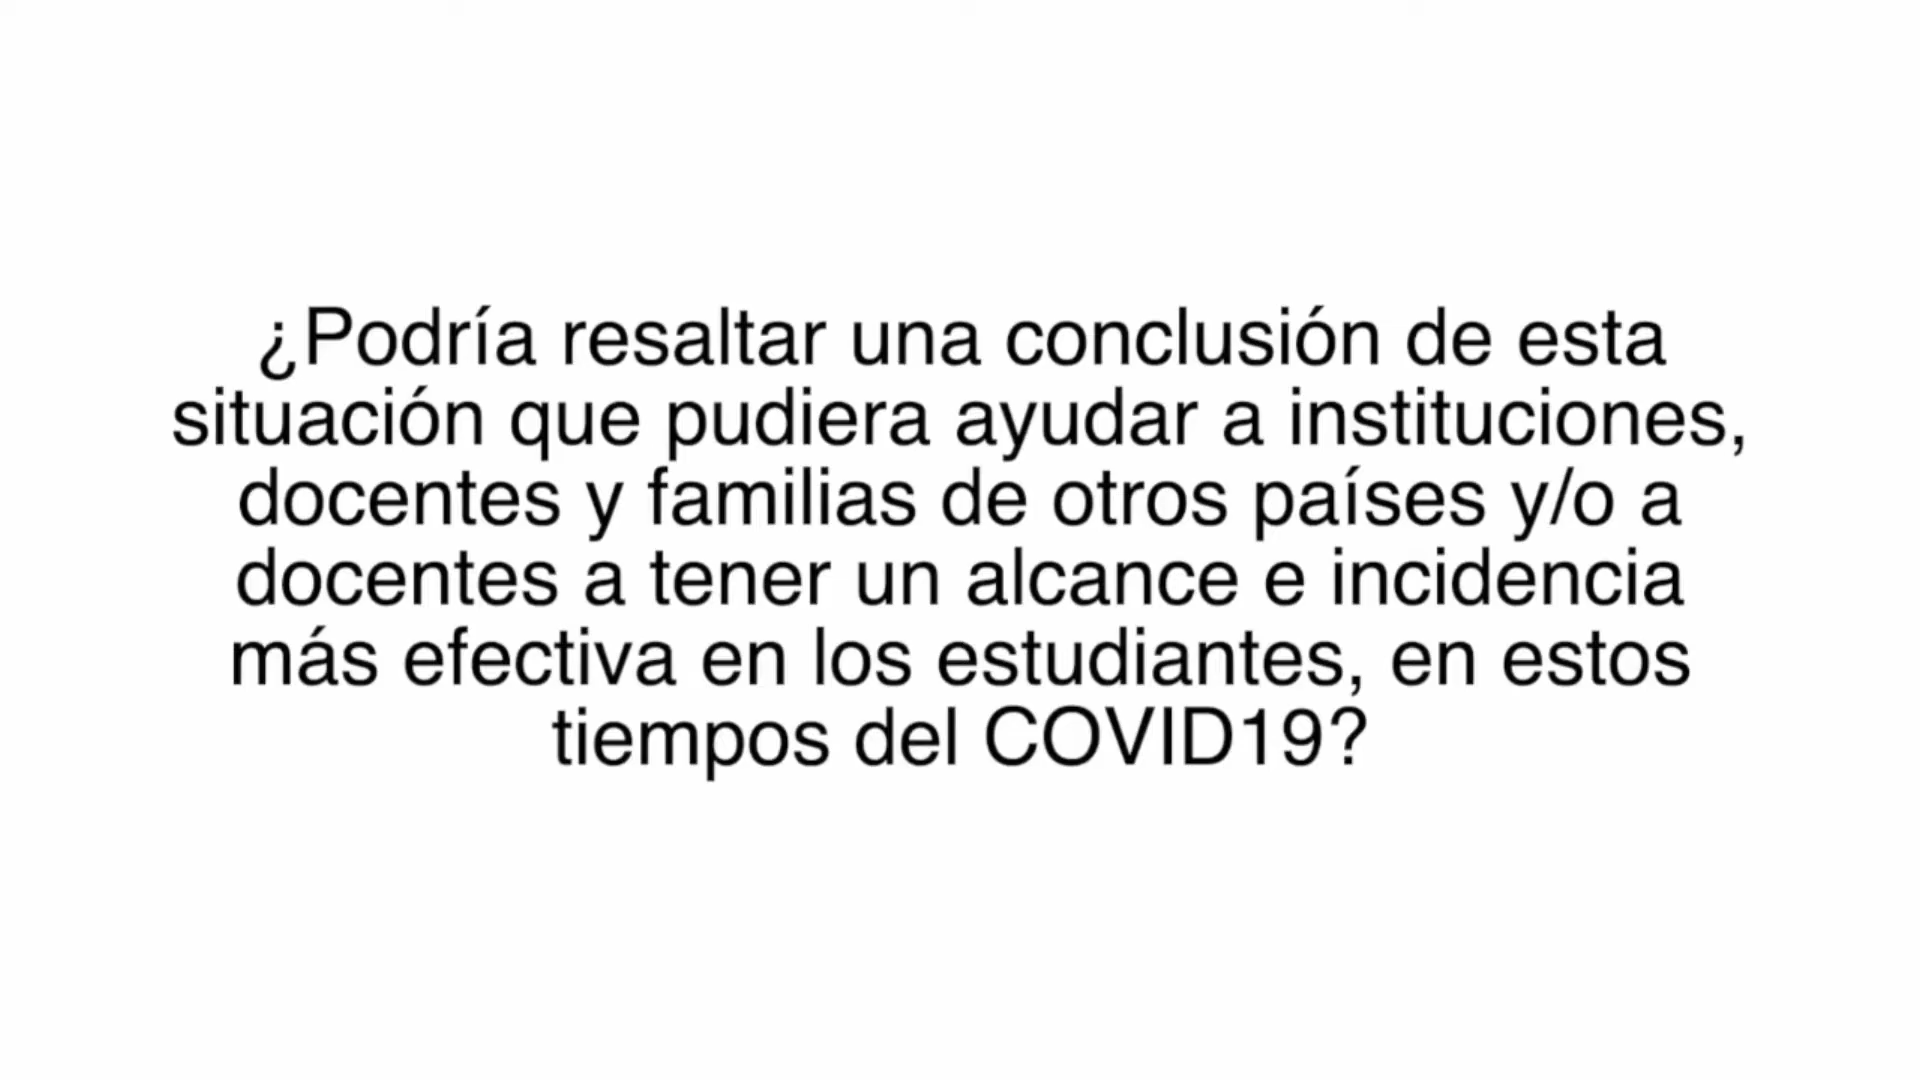 ¿Podría resaltar una conclusión de esta
situación que pudiera ayudar a instituciones,
docentes y familias de otros países y/o a
docentes a tener un alcance e incidencia
más efectiva en los estudiantes, en estos
tiempos del COVID19?